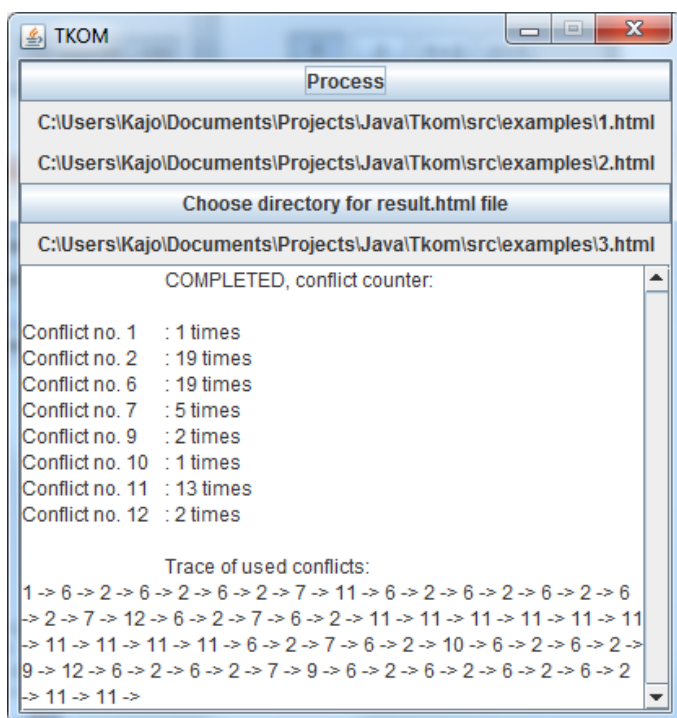 TKOM
Process
C:\Users\Kajo\Documents\Projects\Java\Tkom\src\examples\1.html
C:\Users\Kajo\Documents\Projects\Java\Tkom\src\examples\2.html
Choose directory for result.html file
C:\Users\Kajo\Documents\Projects\Java\Tkom\src\examples\3.html
COMPLETED, conflict counter:
Conflict no. 1 : 1 times
Conflict no. 2 : 19 times
Conflict no. 6 : 19 times
Conflict no. 7 : 5 times
Conflict no. 9 : 2 times
Conflict no. 10 : 1 times
Conflict no. 11 : 13 times
Conflict no. 12 : 2 times
Trace of used conflicts:
1 -> 6 -> 2 -> 6 -> 2 -> 6 -> 2 -> 7 -> 11 -> 6 -> 2 -> 6 -> 2 -> 6 -> 2 -> 6
-> 2 -> 7 -> 12 -> 6 -> 2 -> 7 -> 6 -> 2 -> 11 -> 11 -> 11 -> 11 -> 11 -> 11
-> 11 -> 11 -> 11 -> 11 -> 6 -> 2 -> 7 -> 6 -> 2 -> 10 -> 6 -> 2 -> 6 -> 2 ->
9 -> 12 -> 6 -> 2 -> 6 -> 2 -> 7 -> 9 -> 6 -> 2 -> 6 -> 2 -> 6 -> 2 -> 6 -> 2
-> 11 -> 11 ->